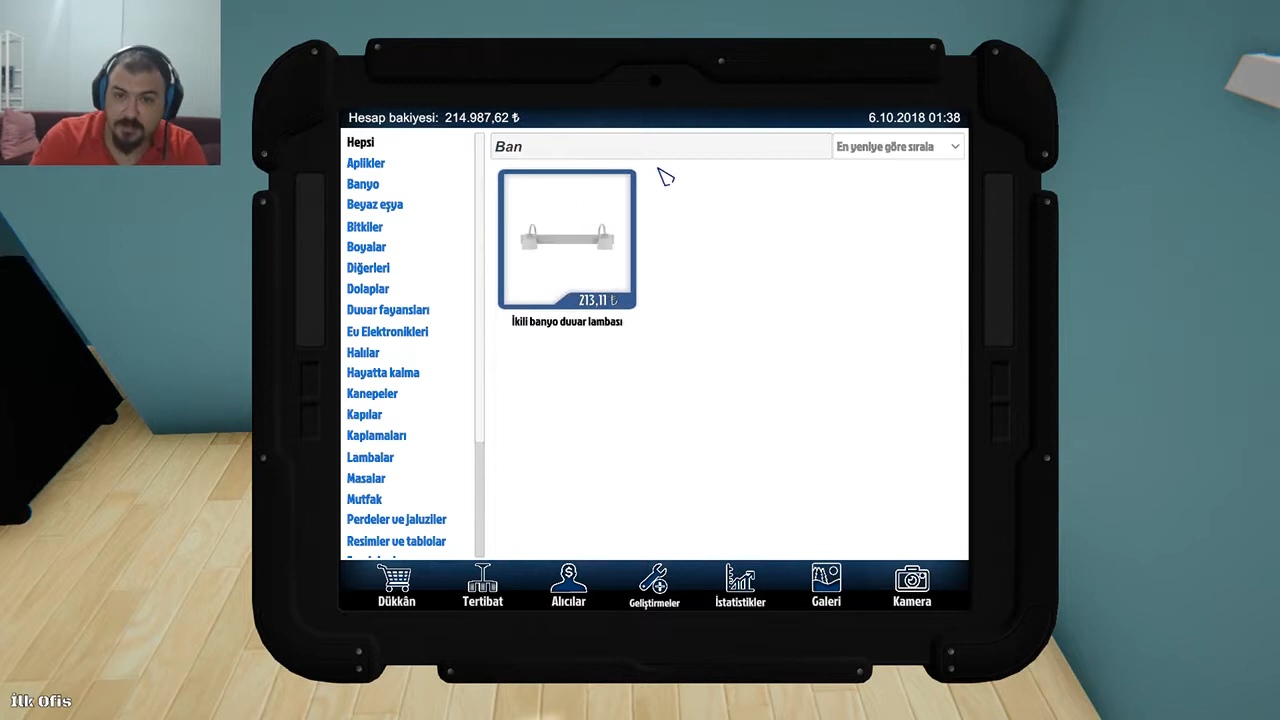 Hesap bakiyesi: 214.987,62 ₺
6.10.2018 01:38
Hepsi
Aplikler
Banyo
Beyaz eşya
Bitkiler
Boyalar
Diğerleri
Dolaplar
Duvar fayansları
Ev Elektronikleri
Halılar
Hayatta kalma
Kanepeler
Kapılar
Kaplamaları
Lambalar
Masalar
Mutfak
Perdeler ve jaluziler
Resimler ve tablolar
Ban
En yeniye göre sırala
213,11 ₺
İkili banyo duvar lambası
Dükkân
Tertibat
Alıcılar
Geliştirmeler
İstatistikler
Galeri
Kamera
İlk Ofis